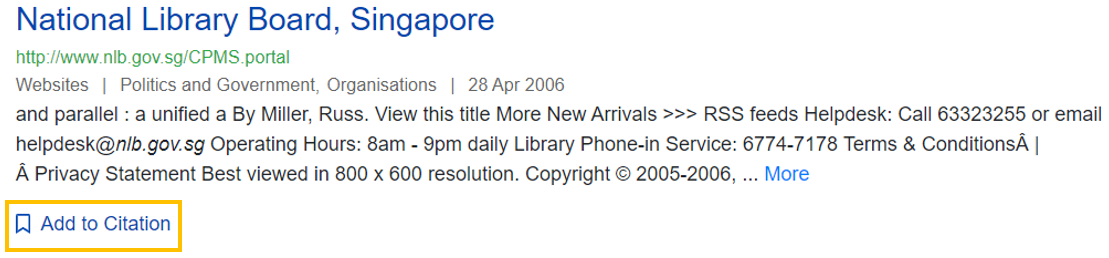 National Library Board, Singapore
http://www.nlb.gov.sg/CPMS.portal
Websites | Politics and Government, Organisations | 28 Apr 2006
and parallel : a unified a By Miller, Russ. View this title More New Arrivals >>> RSS feeds Helpdesk: Call 63323255 or email
helpdesk@nlb.gov.sg Operating Hours: 8am - 9pm daily Library Phone-in Service: 6774-7178 Terms & ConditionsÂ |
Â Privacy Statement Best viewed in 800 x 600 resolution. Copyright © 2005-2006, ... More
Add to Citation